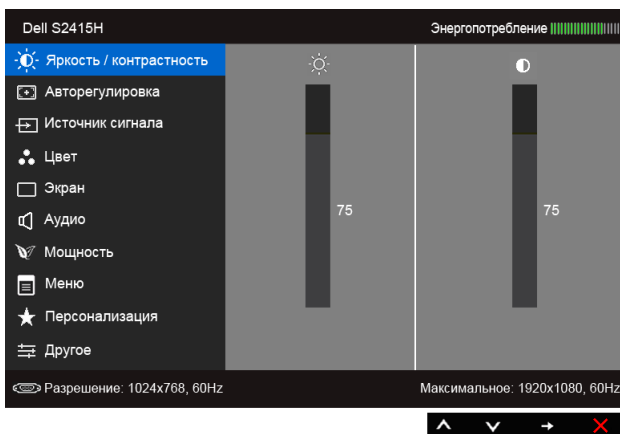 Dell S2415H
Энергопотребление
Яркость / контрастность
Авторегулировка
Источник сигнала
Цвет
Экран
Аудио
Мощность
Меню
Персонализация
Другое
75
75
Разрешение: 1024x768, 60Hz
Максимальное: 1920x1080, 60Hz